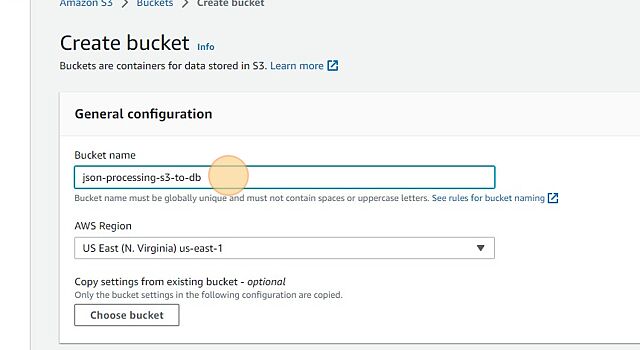 Amazon S3 > Buckets > Create bucket
Create bucket Info
Buckets are containers for data stored in S3. Learn more
General configuration
Bucket name
json-processing-s3-to-db
Bucket name must be globally unique and must not contain spaces or uppercase letters. See rules for bucket naming
AWS Region
US East (N. Virginia) us-east-1
Copy settings from existing bucket - optional
Only the bucket settings in the following configuration are copied.
Choose bucket